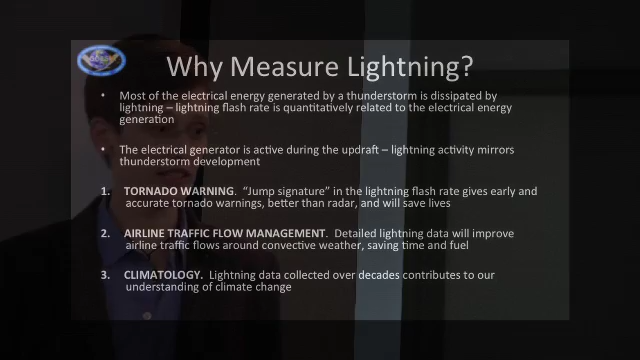 Why Measure Lightning?
• Most of the electrical energy generated by a thunderstorm is dissipated by
lightning – lightning flash rate is quantitatively related to the electrical energy
generation
• The electrical generator is active during the updraft – lightning activity mirrors
thunderstorm development
1. TORNADO WARNING. “Jump signature” in the lightning flash rate gives early and
accurate tornado warnings, better than radar, and will save lives
2. AIRLINE TRAFFIC FLOW MANAGEMENT. Detailed lightning data will improve
airline traffic flows around convective weather, saving time and fuel
3. CLIMATOLOGY. Lightning data collected over decades contributes to our
understanding of climate change